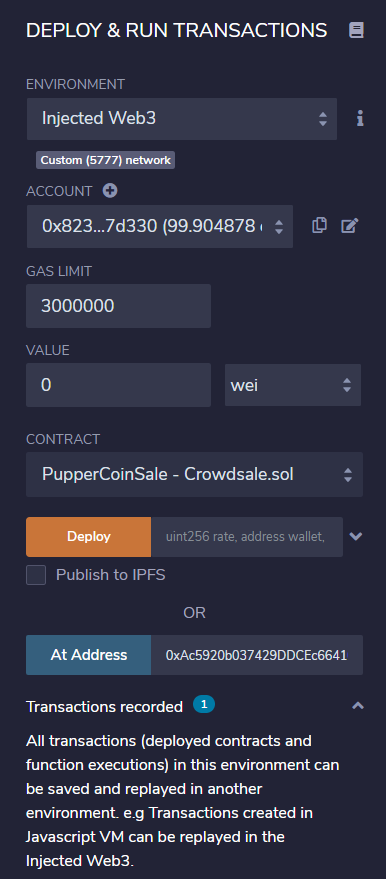 DEPLOY & RUN TRANSACTIONS
ENVIRONMENT
Injected Web3
Custom (5777) network
ACCOUNT
0x823...7d330 (99.904878 e
GAS LIMIT
3000000
VALUE
0 wei
CONTRACT
PupperCoinSale - Crowdsale.sol
Deploy uint256 rate, address wallet,
Publish to IPFS
OR
At Address 0xAc5920b037429DDCEc6641
Transactions recorded 1
All transactions (deployed contracts and
function executions) in this environment can
be saved and replayed in another
environment. e.g Transactions created in
Javascript VM can be replayed in the
Injected Web3.